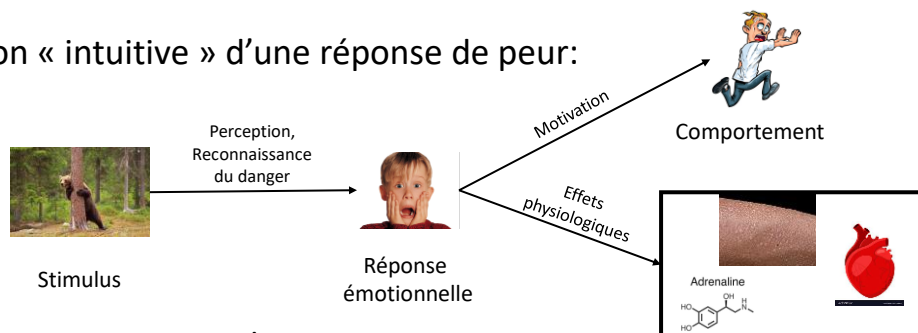 on « intuitive » d’une réponse de peur:
Perception,
Reconnaissance
du danger
Motivation
Comportement
Effets
physiologiques
Stimulus
Réponse
émotionnelle
Adrenaline
OH
H
N
HO
HO